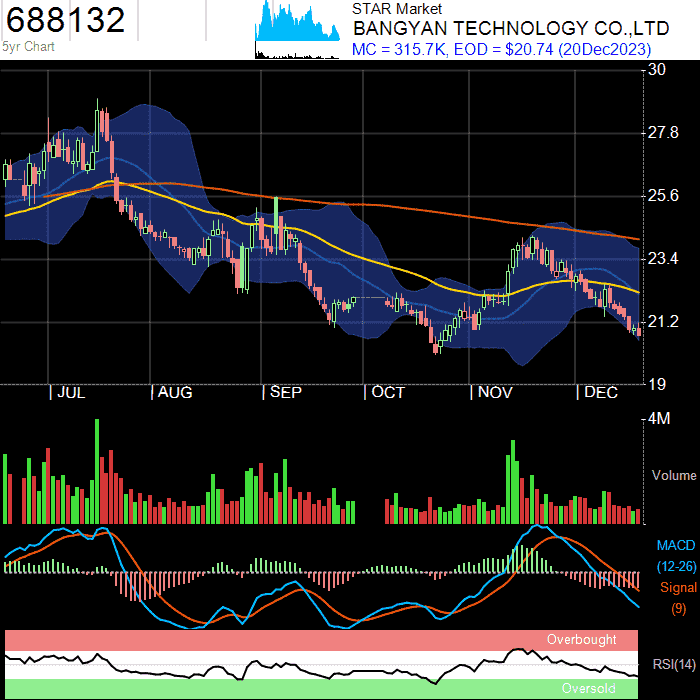 688132
5yr Chart
STAR Market
BANGYAN TECHNOLOGY CO.,LTD
MC = 315.7K, EOD = $20.74 (20Dec2023)
30
27.8
25.6
23.4
21.2
19
JUL
AUG
SEP
OCT
NOV
DEC
4M
Volume
MACD
(12-26)
Signal
(9)
Overbought
RSI(14)
Oversold